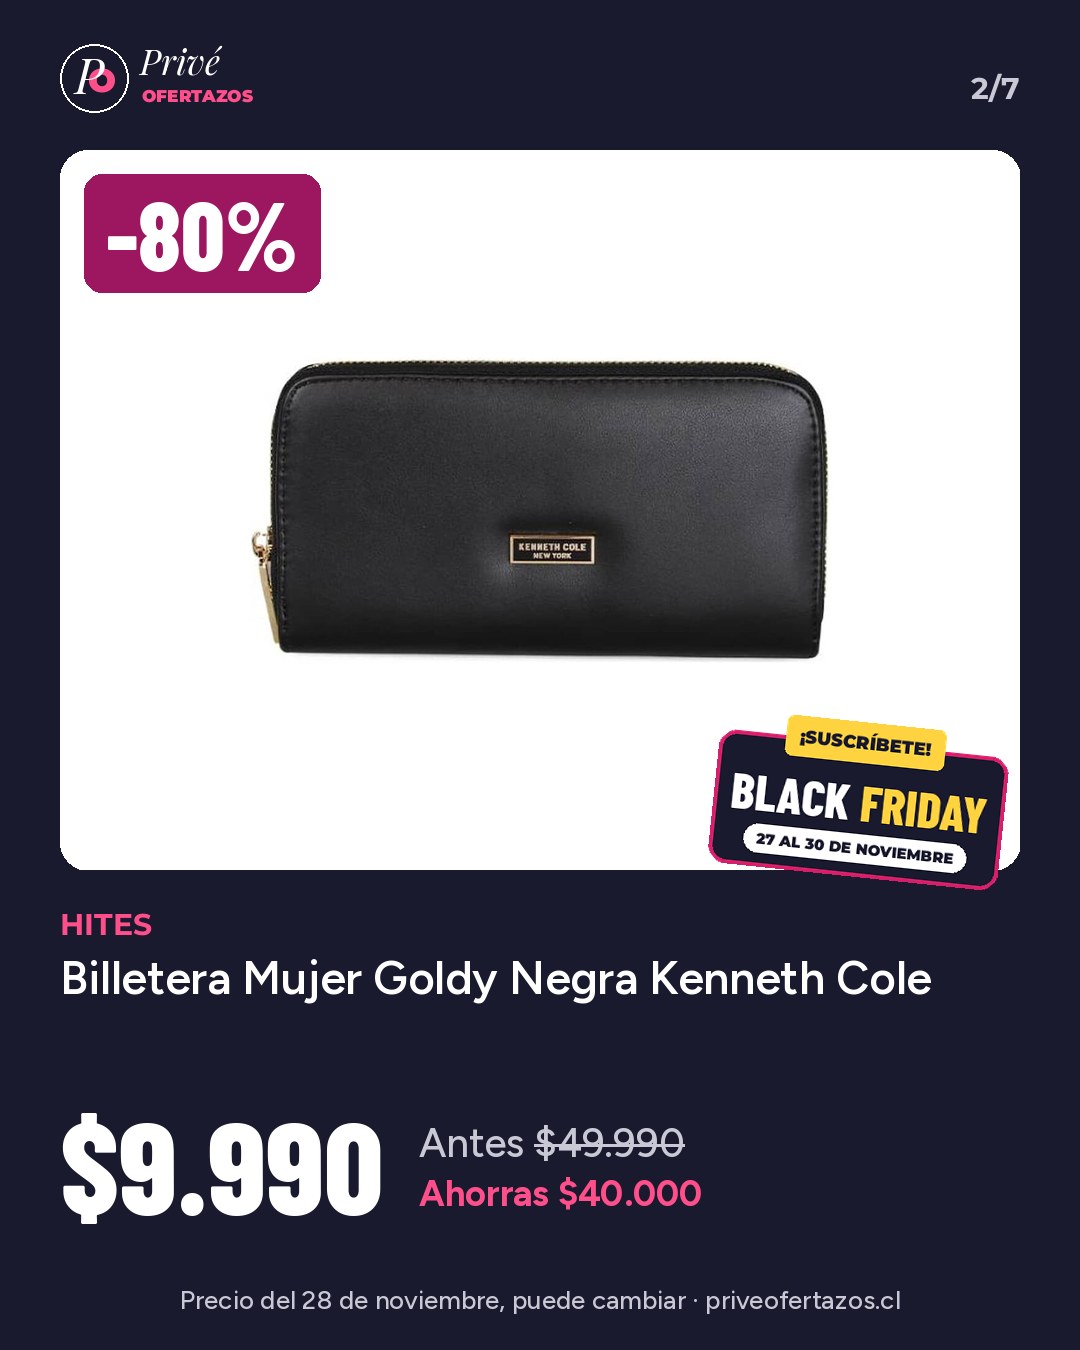 Privé
OFERTAZOS
2/7
-80%
KENNETH COLE
NEW YORK
¡SUSCRÍBETE!
BLACK FRIDAY
27 AL 30 DE NOVIEMBRE
HITES
Billetera Mujer Goldy Negra Kenneth Cole
$9.990
Antes $49.990
Ahorras $40.000
Precio del 28 de noviembre, puede cambiar · priveofertazos.cl